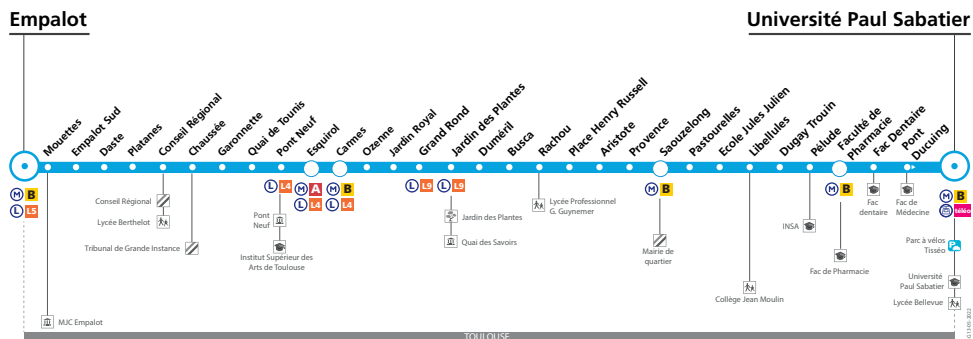 Empalot
Université Paul Sabatier
Mouettes
Empalot Sud
Daste
Platanes
Conseil Régional
Chaussée
Garonnette
Quai de Tounis
Pont Neuf
Esquirol
Carmes
Ozenne
Jardin Royal
Grand Rond
Jardin des Plantes
Duméril
Busca
Rachou
Place Henry Russell
Aristote
Provence
Saouzelong
Pastourelles
Ecole Jules Julien
Libellules
Dugay Trouin
Pélude
Faculté de
Pharmacie
Fac Dentaire
Pont
Ducuing
M B
L L5
L L4
M A
L L4
M B
L L4
L L9
L L9
M B
M B
M B
téléo
Conseil Régional
Lycée Berthelot
Tribunal de Grande Instance
Pont
Neuf
Institut Supérieur des
Arts de Toulouse
Jardin des Plantes
Quai des Savoirs
Lycée Professionnel
G. Guynemer
Mairie de
quartier
Collège Jean Moulin
INSA
Fac de Pharmacie
Fac
dentaire
Fac de
Médecine
Parc à vélos
Tisséo
Université
Paul Sabatier
Lycée Bellevue
MJC Empalot
TOULOUSE